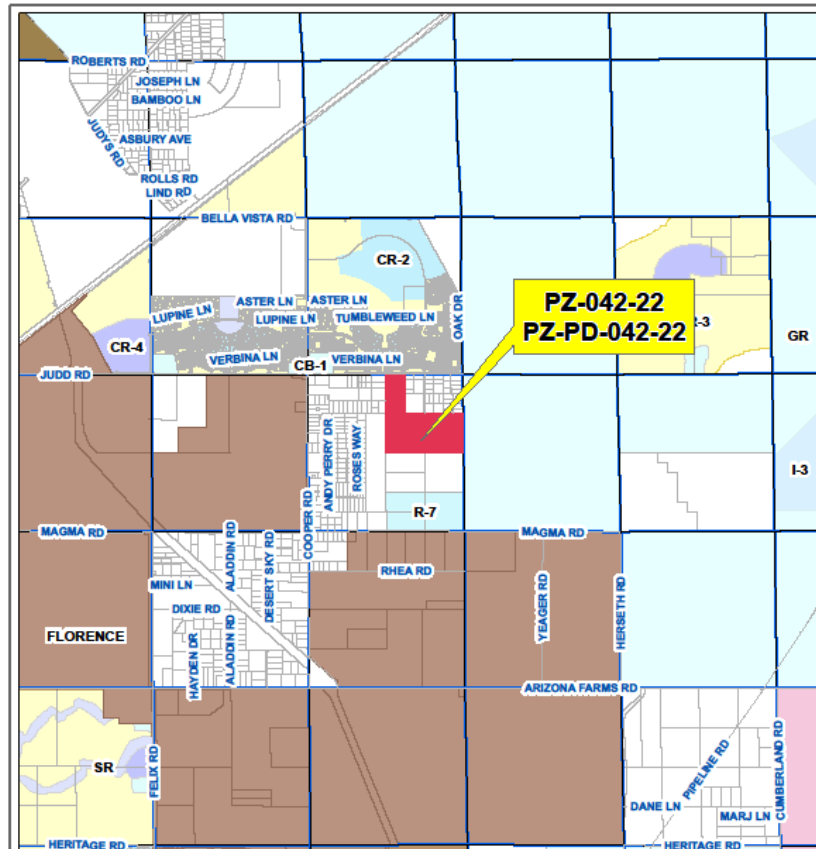 ROBERTS RD
JOSEPH LN
BAMBOO LN
JUDYS RD
ASBURY AVE
ROLLS RD
LIND RD
BELLA VISTA RD
CR-2
OAK DR
PZ-042-22
PZ-PD-042-22
R-3
GR
ASTER LN
ASTER LN
LUPINE LN
LUPINE LN
TUMBLEWEED LN
CR-4
VERBINA LN
VERBINA LN
CB-1
JUDD RD
ANDY PERRY DR
ROSES WAY
COOPER RD
I-3
R-7
MAGMA RD
MAGMA RD
ALADDIN RD
DESERT SKY RD
RHEA RD
MINI LN
YEAGER RD
HERSETH RD
DIXIE RD
FLORENCE
HAYDEN DR
ALADDIN RD
ARIZONA FARMS RD
SR
FELIX RD
PIPELINE RD
CUMBERLAND RD
DANE LN
MARJ LN
HERITAGE RD
HERITAGE RD